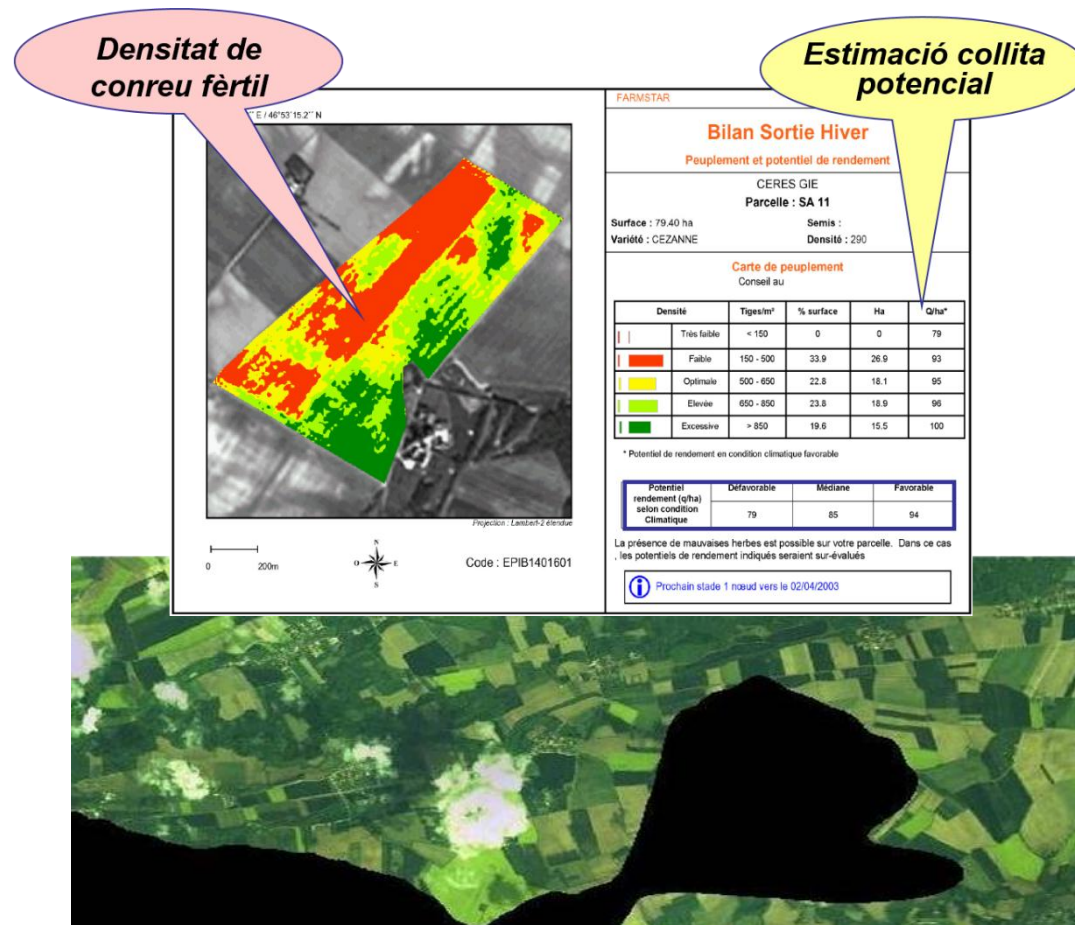 Densitat de
conreu fèrtil
Estimació collita
potencial
E / 46°53'15.2'' N
Projection : Lambert-2 étendue
0 200m
N
O E
S
Code : EPIB1401601
FARMSTAR
Bilan Sortie Hiver
Peuplement et potentiel de rendement
CERES GIE
Parcelle : SA 11
Surface : 79.40 ha Semis :
Variété : CEZANNE Densité : 290
Carte de peuplement
Conseil au
Densité Tiges/m² % surface Ha Q/ha*
Très faible < 150 0 0 79
Faible 150 - 500 33.9 26.9 93
Optimale 500 - 650 22.8 18.1 95
Elevée 650 - 850 23.8 18.9 96
Excessive > 850 19.6 15.5 100
* Potentiel de rendement en condition climatique favorable
Potentiel
rendement (q/ha)
selon condition
Climatique
Défavorable Médiane Favorable
79 85 94
La présence de mauvaises herbes est possible sur votre parcelle. Dans ce cas
, les potentiels de rendement indiqués seraient sur-évalués
Prochain stade 1 nœud vers le 02/04/2003